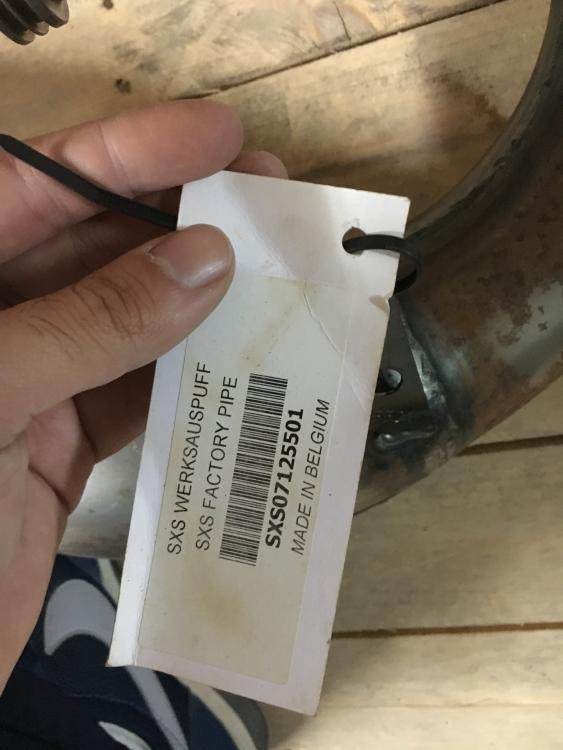 SXS WERKSAUSPUFF
SXS FACTORY PIPE
SXS07125501
MADE IN BELGIUM